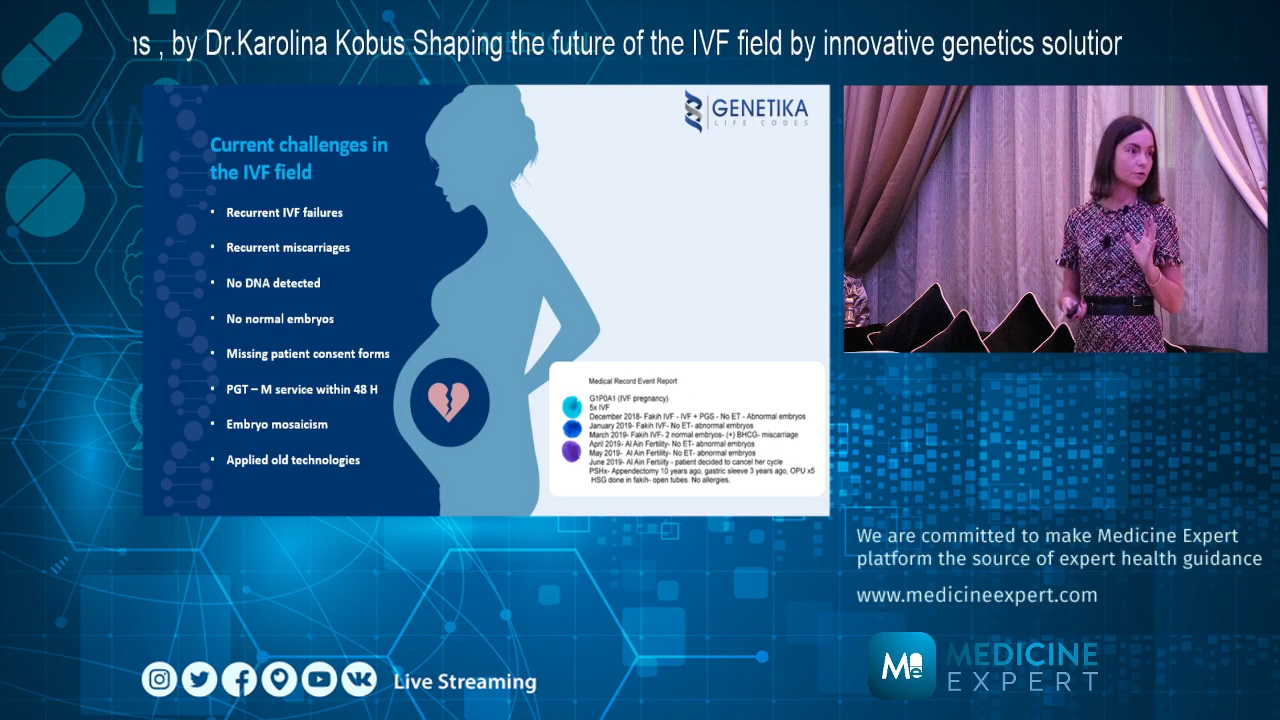 ns , by Dr.Karolina Kobus Shaping the future of the IVF field by innovative genetics solutior
GENETIKA
LIFE CODES
Current challenges in
the IVF field
• Recurrent IVF failures
• Recurrent miscarriages
• No DNA detected
• No normal embryos
• Missing patient consent forms
• PGT – M service within 48 H
• Embryo mosaicism
• Applied old technologies
Medical Record Event Report
G1P0A1 (IVF pregnancy)
5x IVF
December 2018- Fakih IVF - IVF + PGS - No ET - Abnormal embryos
January 2019- Fakih IVF- No ET- abnormal embryos
March 2019- Fakih IVF- 2 normal embryos- (+) BHCG- miscarriage
April 2019- Al Ain Fertility- No ET- abnormal embryos
May 2019- Al Ain Fertility- No ET- abnormal embryos
June 2019- Al Ain Fertility - patient decided to cancel her cycle
PSHx- Appendectomy 10 years ago, gastric sleeve 3 years ago, OPU x5
HSG done in fakih- open tubes. No allergies.
We are committed to make Medicine Expert
platform the source of expert health guidance
www.medicineexpert.com
Live Streaming
Me
MEDICINE
EXPERT